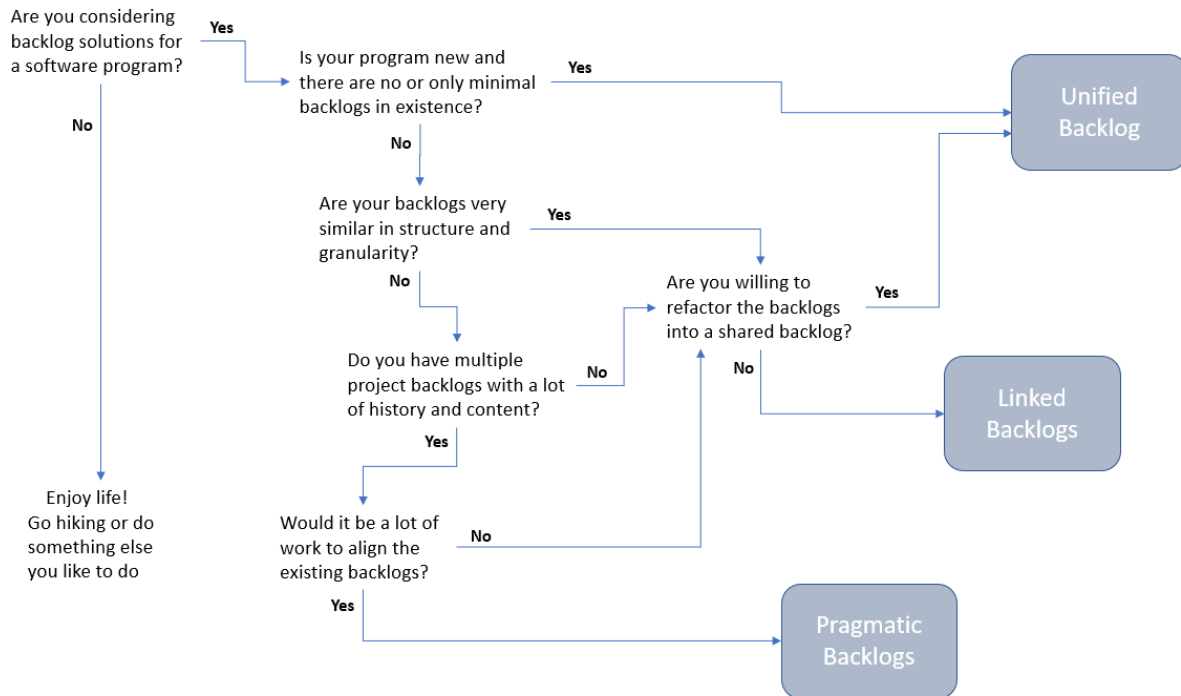 Are you considering
backlog solutions for
a software program?
Yes
No
Is your program new and
there are no or only minimal
backlogs in existence?
Yes
No
Unified
Backlog
Are your backlogs very
similar in structure and
granularity?
Yes
No
Are you willing to
refactor the backlogs
into a shared backlog?
Yes
No
Do you have multiple
project backlogs with a lot
of history and content?
No
Yes
Linked
Backlogs
Enjoy life!
Go hiking or do
something else
you like to do
Would it be a lot of
work to align the
existing backlogs?
No
Yes
Pragmatic
Backlogs